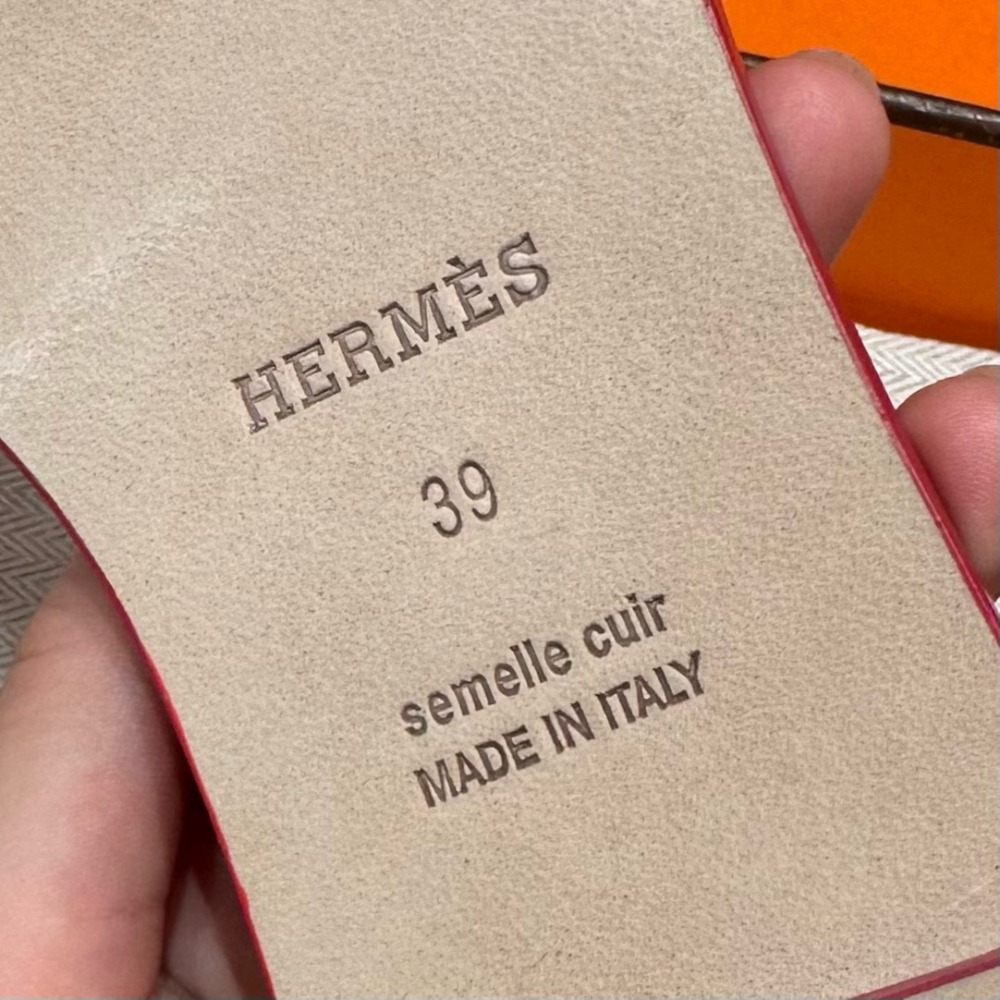 HERMÈS
39
semelle cuir
MADE IN ITALY